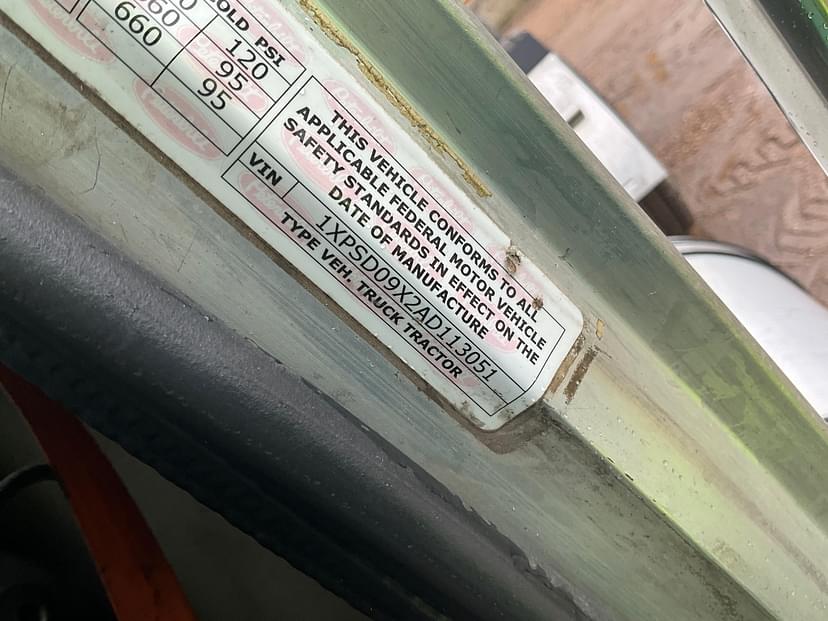 OLD PSI
660 120
660 95
95
THIS VEHICLE CONFORMS TO ALL
APPLICABLE FEDERAL MOTOR VEHICLE
SAFETY STANDARDS IN EFFECT ON THE
DATE OF MANUFACTURE
VIN 1XPSD09X2AD113051
TYPE VEH. TRUCK TRACTOR